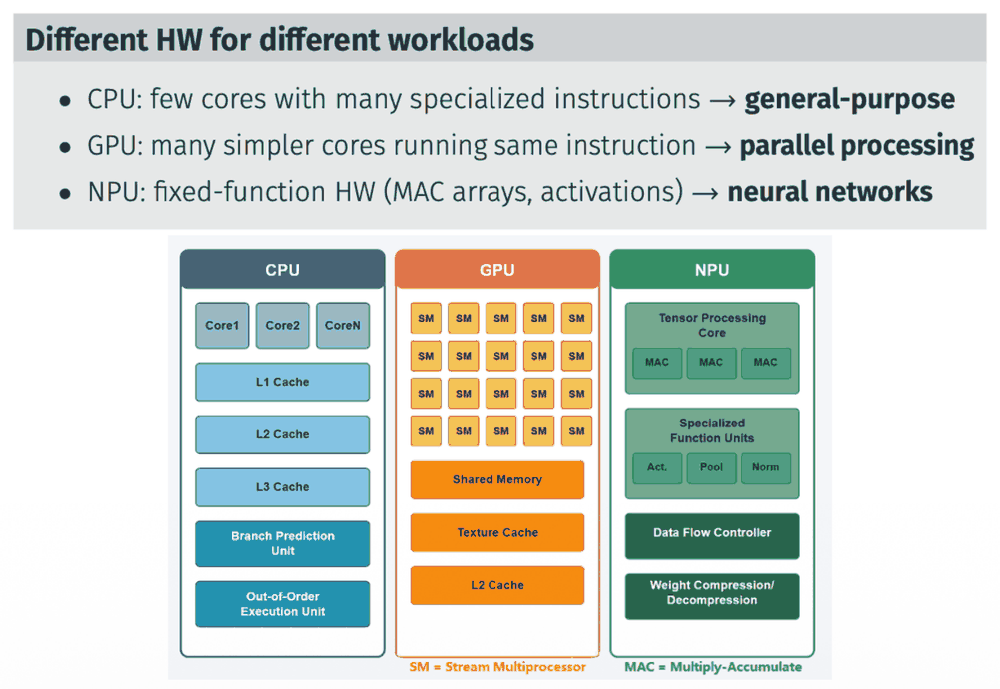 Different HW for different workloads
• CPU: few cores with many specialized instructions → general-purpose
• GPU: many simpler cores running same instruction → parallel processing
• NPU: fixed-function HW (MAC arrays, activations) → neural networks
CPU
Core1 Core2 CoreN
L1 Cache
L2 Cache
L3 Cache
Branch Prediction
Unit
Out-of-Order
Execution Unit
GPU
SM SM SM SM SM
SM SM SM SM SM
SM SM SM SM SM
SM SM SM SM SM
Shared Memory
Texture Cache
L2 Cache
SM = Stream Multiprocessor
NPU
Tensor Processing
Core
MAC MAC MAC
Specialized
Function Units
Act. Pool Norm
Data Flow Controller
Weight Compression/
Decompression
MAC = Multiply-Accumulate